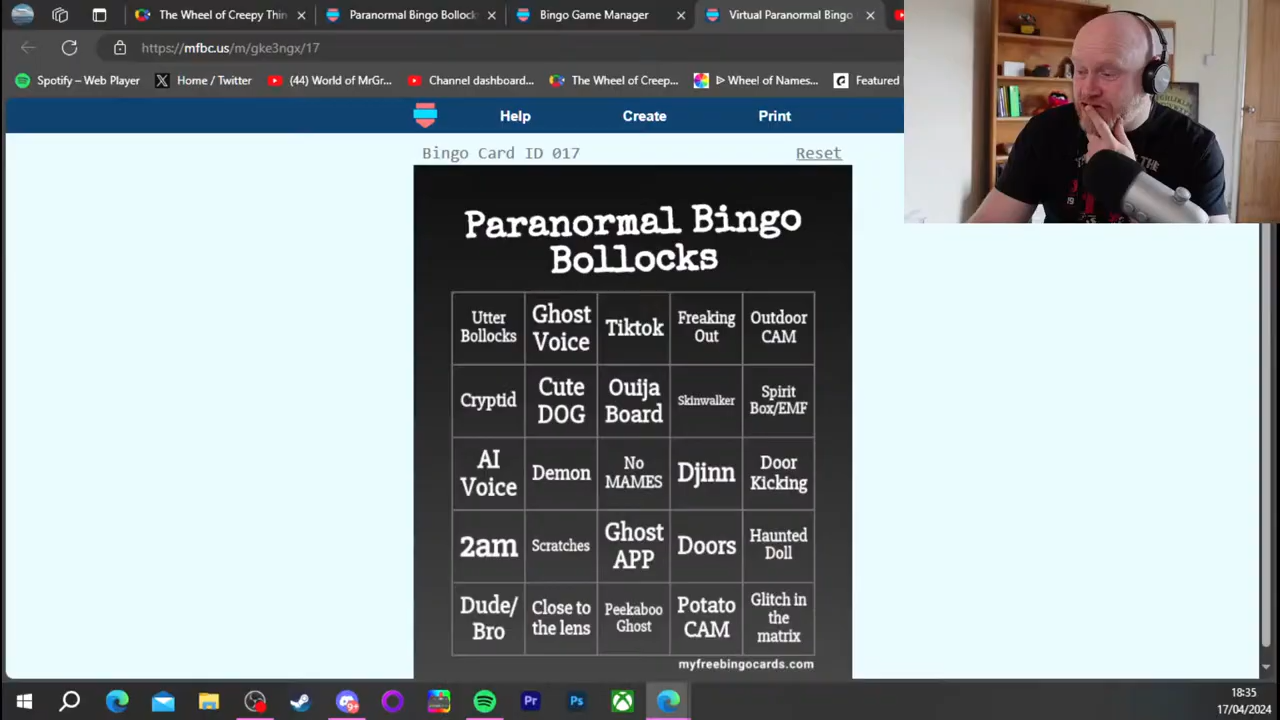 The Wheel of Creepy Thin
Paranormal Bingo Bollock
Bingo Game Manager
Virtual Paranormal Bingo
https://mfbc.us/m/gke3ngx/17
Spotify – Web Player
Home / Twitter
(44) World of MrGr...
Channel dashboard...
The Wheel of Creep...
Wheel of Names...
Featured
Help
Create
Print
Bingo Card ID 017
Reset
Paranormal Bingo
Bollocks
Utter
Bollocks
Ghost
Voice
Tiktok
Freaking
Out
Outdoor
CAM
Cryptid
Cute
DOG
Ouija
Board
Skinwalker
Spirit
Box/EMF
AI
Voice
Demon
No
MAMES
Djinn
Door
Kicking
2am
Scratches
Ghost
APP
Doors
Haunted
Doll
Dude/
Bro
Close to
the lens
Peekaboo
Ghost
Potato
CAM
Glitch in
the
matrix
myfreebingocards.com
Pr
Ps
18:35
17/04/2024